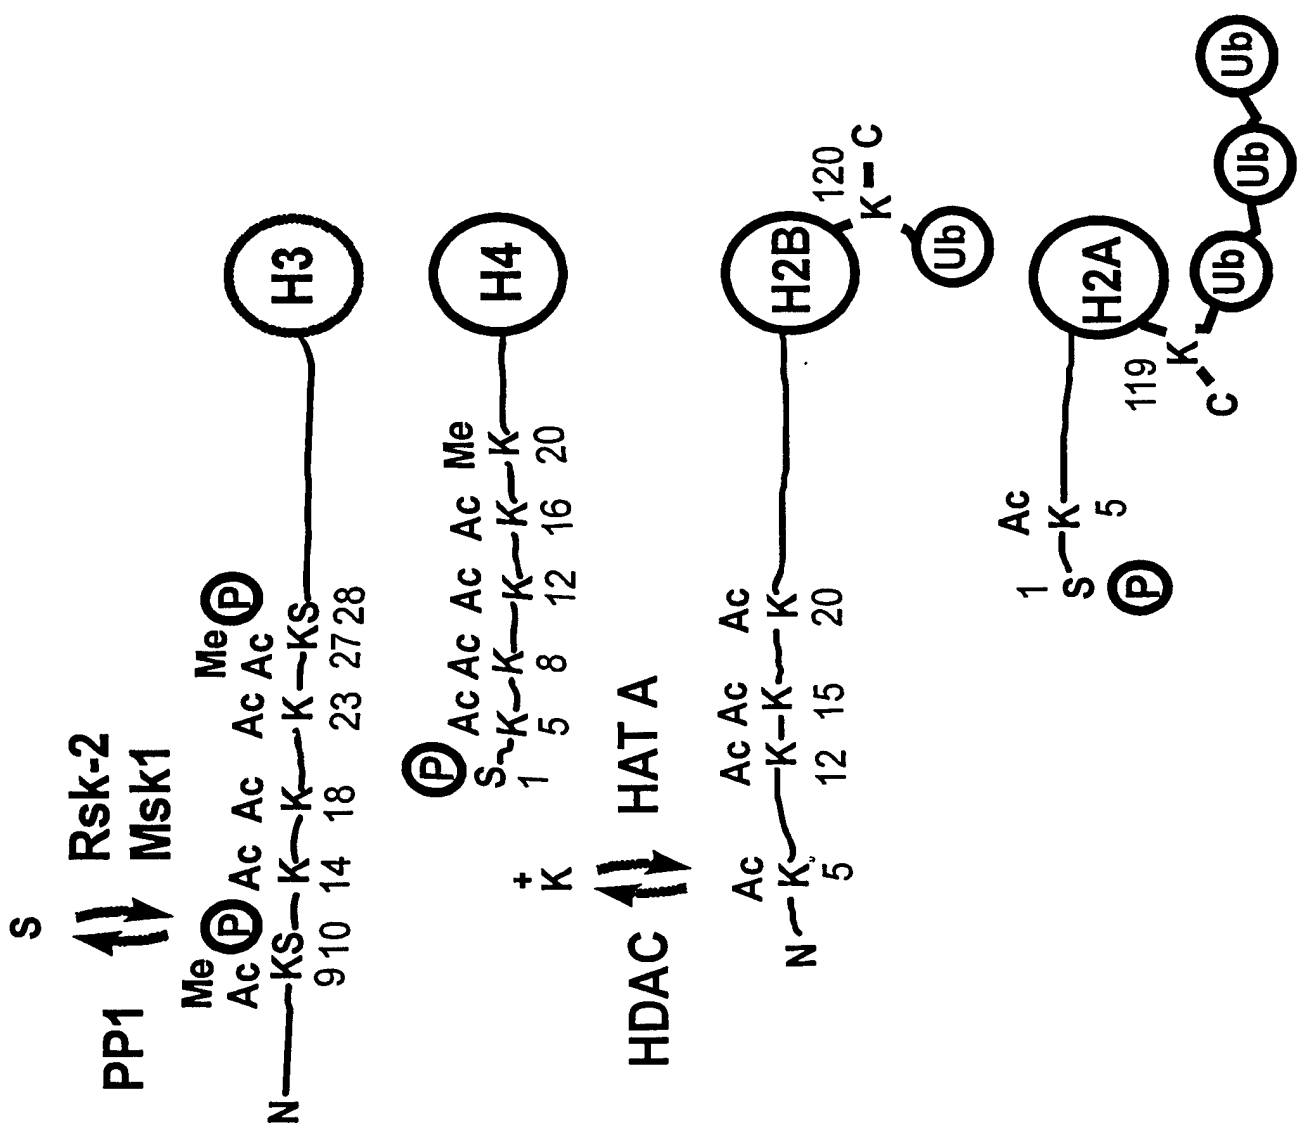 S
PP1 Rsk-2
Msk1
Me P Me P
Ac Ac Ac Ac Ac
N KS K K K KS H3
9 10 14 18 23 27 28
P Ac Ac Ac Ac Me
S K K K K K H4
1 5 8 12 16 20
+
K
HDAC HAT A
Ac Ac Ac Ac
N K K K K H2B
5 12 15 20
120
K C
Ub
Ac
1
S K H2A
P 5
119
K
C
Ub Ub Ub